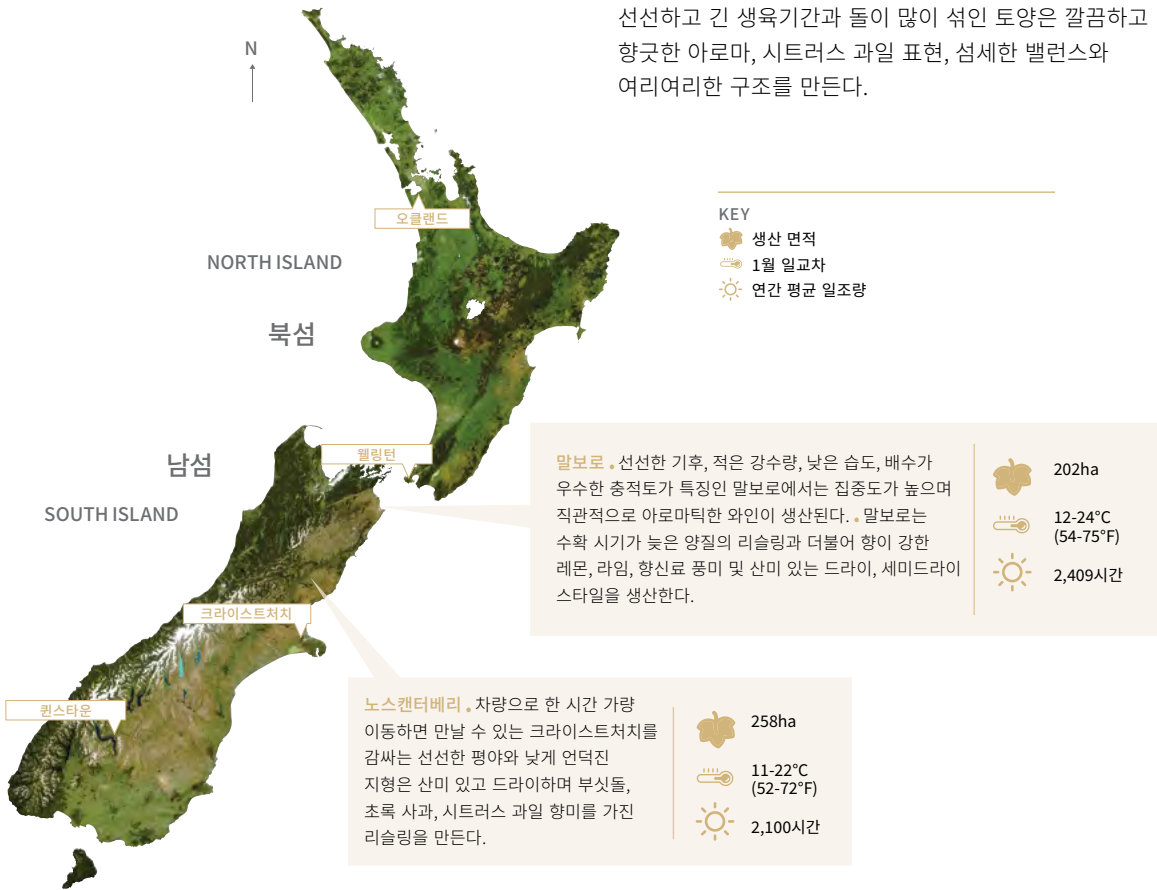 선선하고 긴 생육기간과 돌이 많이 섞인 토양은 깔끔하고
향긋한 아로마, 시트러스 과일 표현, 섬세한 밸런스와
여리여리한 구조를 만든다.
N
오클랜드
KEY
생산 면적
1월 일교차
연간 평균 일조량
NORTH ISLAND
북섬
웰링턴
남섬
SOUTH ISLAND
말보로 • 선선한 기후, 적은 강수량, 낮은 습도, 배수가
우수한 충적토가 특징인 말보로에서는 집중도가 높으며
직관적으로 아로마틱한 와인이 생산된다. • 말보로는
수확 시기가 늦은 양질의 리슬링과 더불어 향이 강한
레몬, 라임, 향신료 풍미 및 산미 있는 드라이, 세미드라이
스타일을 생산한다.
202ha
12-24°C
(54-75°F)
2,409시간
크라이스트처치
퀸스타운
노스캔터베리 • 차량으로 한 시간 가량
이동하면 만날 수 있는 크라이스트처치를
감싸는 선선한 평야와 낮게 언덕진
지형은 산미 있고 드라이하며 부싯돌,
초록 사과, 시트러스 과일 향미를 가진
리슬링을 만든다.
258ha
11-22°C
(52-72°F)
2,100시간